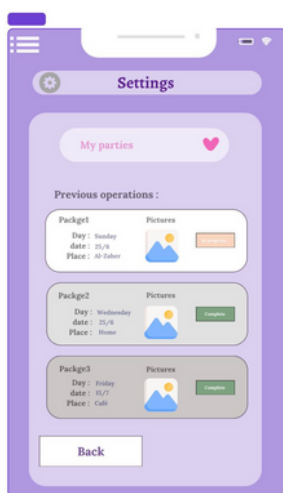 Settings
My parties
Previous operations :
Packge1 Pictures
Day : Sunday
date : 25/6
Place : Al-Zaher
Packge2 Pictures
Day : Wednesday
date : 25/6
Place : Home
Complete
Packge3 Pictures
Day : Friday
date : 15/7
Place : Café
Complete
Back